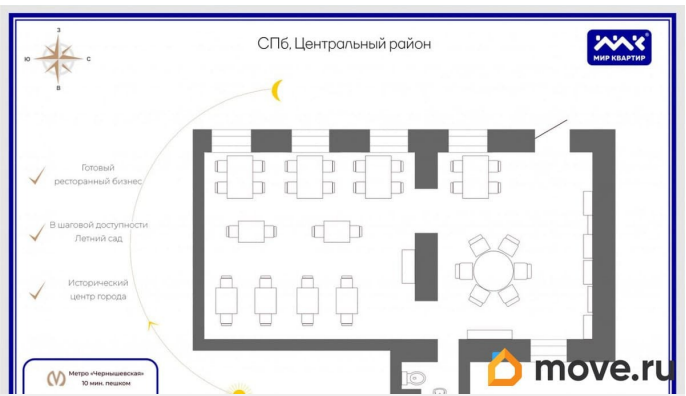 СПб, Центральный район
МИР КВАРТИР
З
Ю
С
В
Готовый
ресторанный бизнес
В шаговой доступности
Летний сад
Исторический
центр города
Метро «Чернышевская»
10 мин. пешком
move.ru